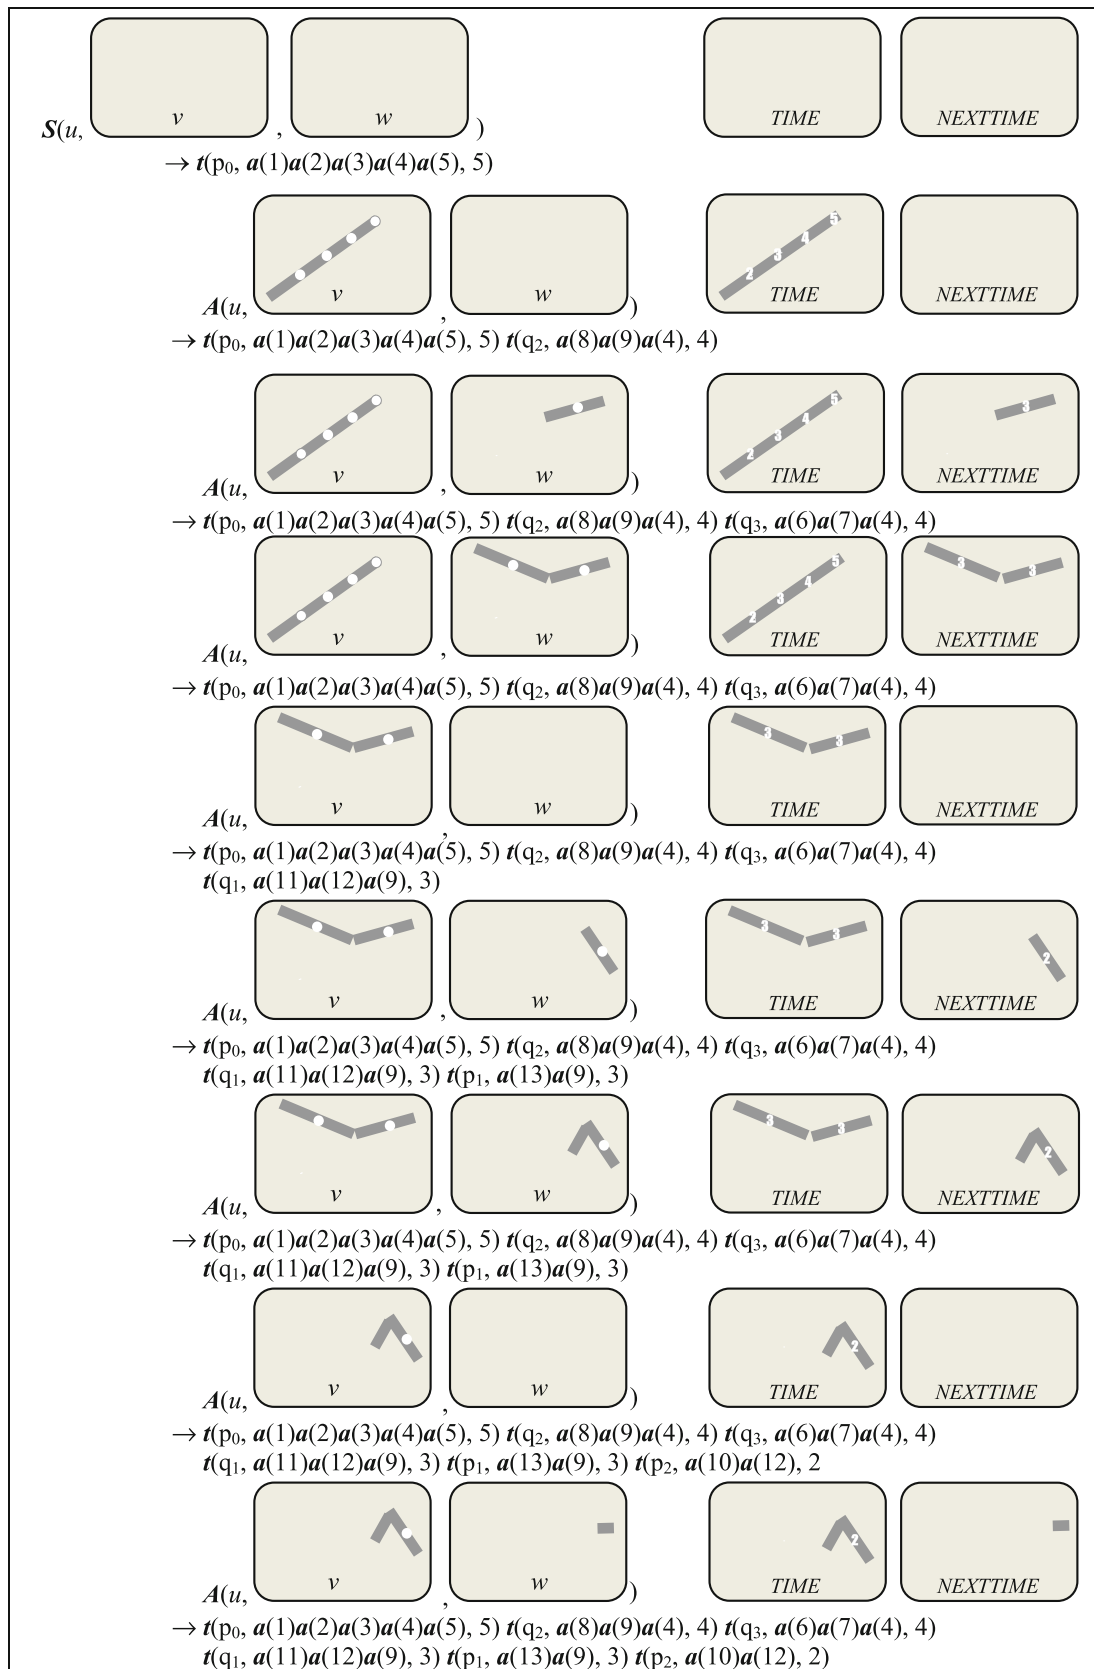 v w TIME NEXTTIME
S(u, , )
→ t(p₀, a(1)a(2)a(3)a(4)a(5), 5)
2 3 4 5
v w TIME NEXTTIME
A(u, , )
→ t(p₀, a(1)a(2)a(3)a(4)a(5), 5) t(q₂, a(8)a(9)a(4), 4)
2 3 4 5 3
v w TIME NEXTTIME
A(u, , )
→ t(p₀, a(1)a(2)a(3)a(4)a(5), 5) t(q₂, a(8)a(9)a(4), 4) t(q₃, a(6)a(7)a(4), 4)
2 3 4 5 3 3
v w TIME NEXTTIME
A(u, , )
→ t(p₀, a(1)a(2)a(3)a(4)a(5), 5) t(q₂, a(8)a(9)a(4), 4) t(q₃, a(6)a(7)a(4), 4)
3 3
v w TIME NEXTTIME
A(u, , )
→ t(p₀, a(1)a(2)a(3)a(4)a(5), 5) t(q₂, a(8)a(9)a(4), 4) t(q₃, a(6)a(7)a(4), 4)
t(q₁, a(11)a(12)a(9), 3)
3 3 2
v w TIME NEXTTIME
A(u, , )
→ t(p₀, a(1)a(2)a(3)a(4)a(5), 5) t(q₂, a(8)a(9)a(4), 4) t(q₃, a(6)a(7)a(4), 4)
t(q₁, a(11)a(12)a(9), 3) t(p₁, a(13)a(9), 3)
3 3 2
v w TIME NEXTTIME
A(u, , )
→ t(p₀, a(1)a(2)a(3)a(4)a(5), 5) t(q₂, a(8)a(9)a(4), 4) t(q₃, a(6)a(7)a(4), 4)
t(q₁, a(11)a(12)a(9), 3) t(p₁, a(13)a(9), 3)
2
v w TIME NEXTTIME
A(u, , )
→ t(p₀, a(1)a(2)a(3)a(4)a(5), 5) t(q₂, a(8)a(9)a(4), 4) t(q₃, a(6)a(7)a(4), 4)
t(q₁, a(11)a(12)a(9), 3) t(p₁, a(13)a(9), 3) t(p₂, a(10)a(12), 2
2
v w TIME NEXTTIME
A(u, , )
→ t(p₀, a(1)a(2)a(3)a(4)a(5), 5) t(q₂, a(8)a(9)a(4), 4) t(q₃, a(6)a(7)a(4), 4)
t(q₁, a(11)a(12)a(9), 3) t(p₁, a(13)a(9), 3) t(p₂, a(10)a(12), 2)